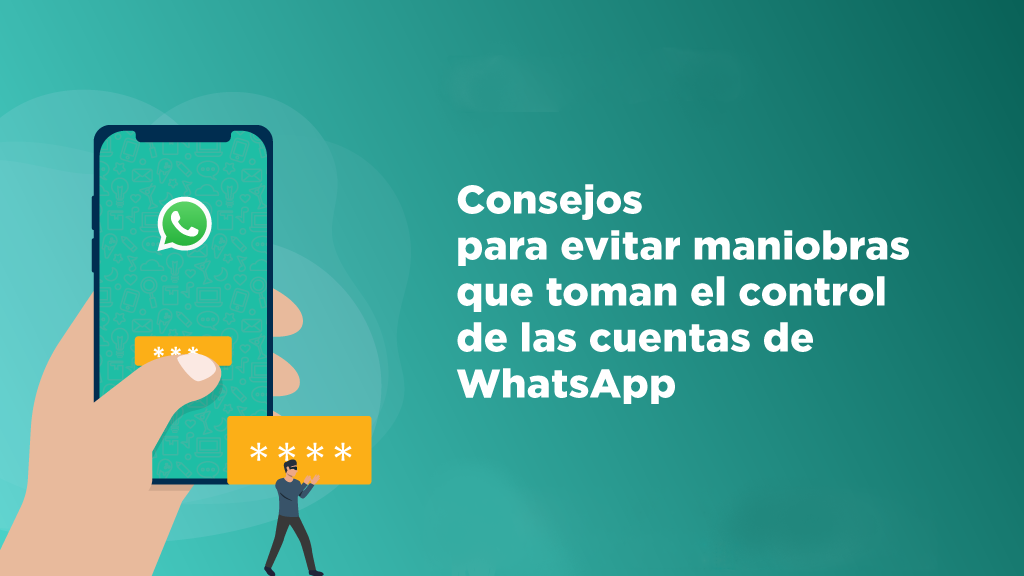 Consejos
para evitar maniobras
que toman el control
de las cuentas de
WhatsApp
***
****